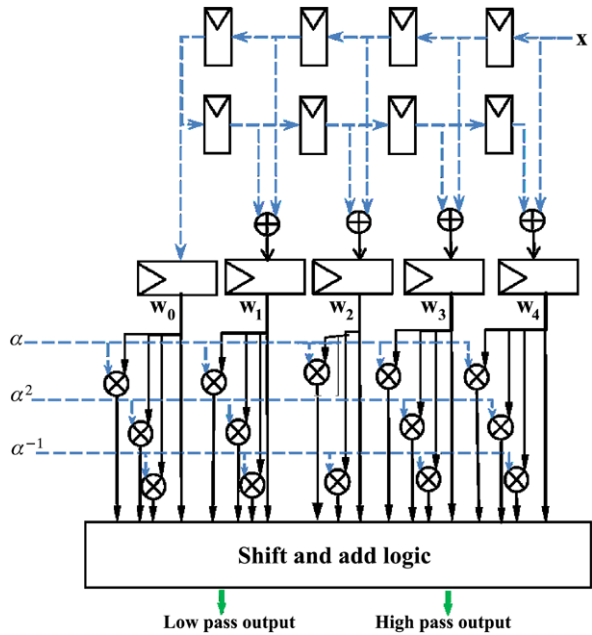 x
w₀ w₁ w₂ w₃ w₄
α
α²
α⁻¹
Shift and add logic
Low pass output High pass output